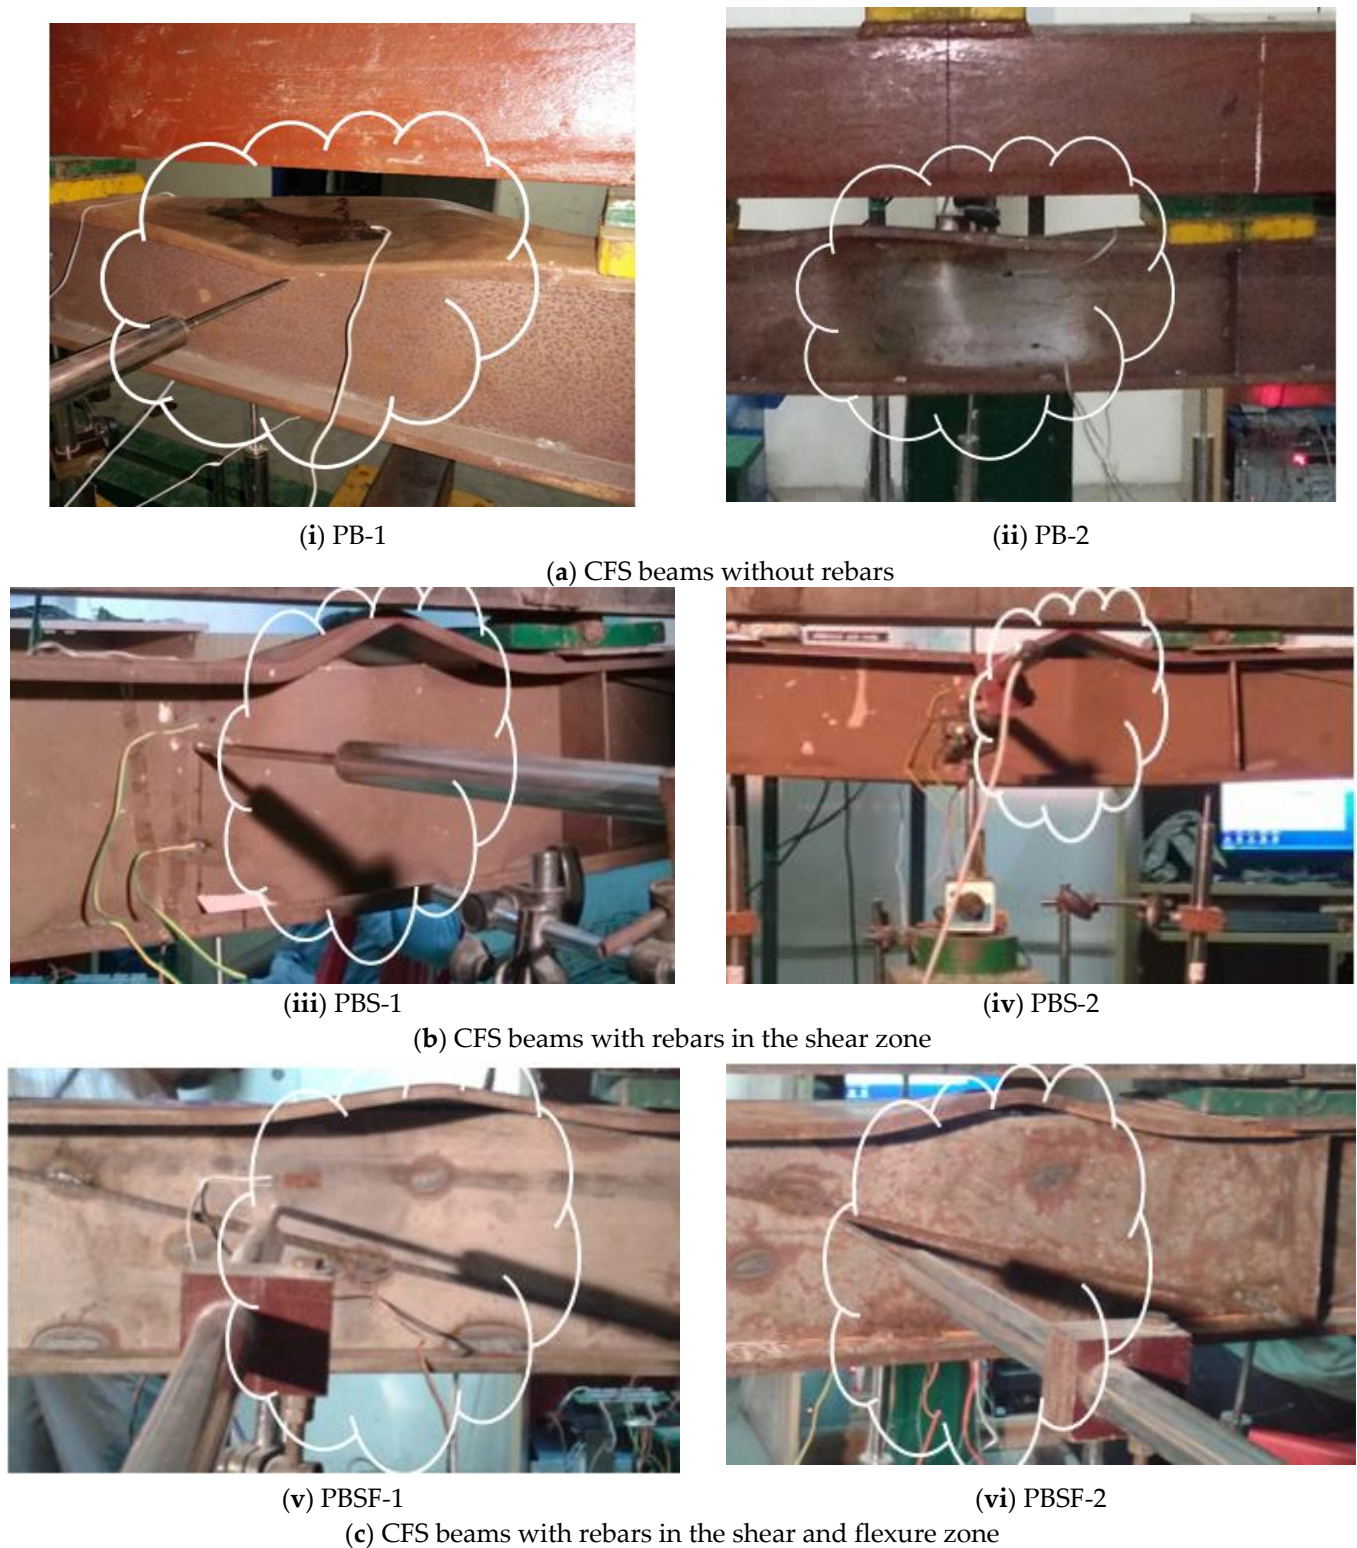 (i) PB-1
(ii) PB-2
(a) CFS beams without rebars
(iii) PBS-1
(iv) PBS-2
(b) CFS beams with rebars in the shear zone
(v) PBSF-1
(vi) PBSF-2
(c) CFS beams with rebars in the shear and flexure zone